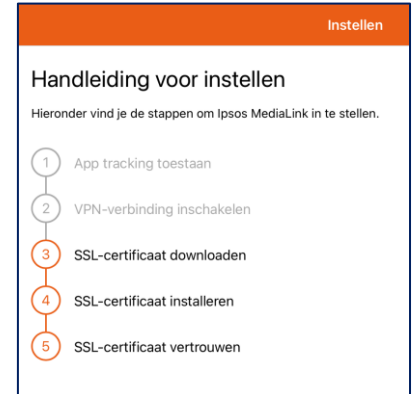 Instellen
Handleiding voor instellen
Hieronder vind je de stappen om Ipsos MediaLink in te stellen.
1 App tracking toestaan
2 VPN-verbinding inschakelen
3 SSL-certificaat downloaden
4 SSL-certificaat installeren
5 SSL-certificaat vertrouwen